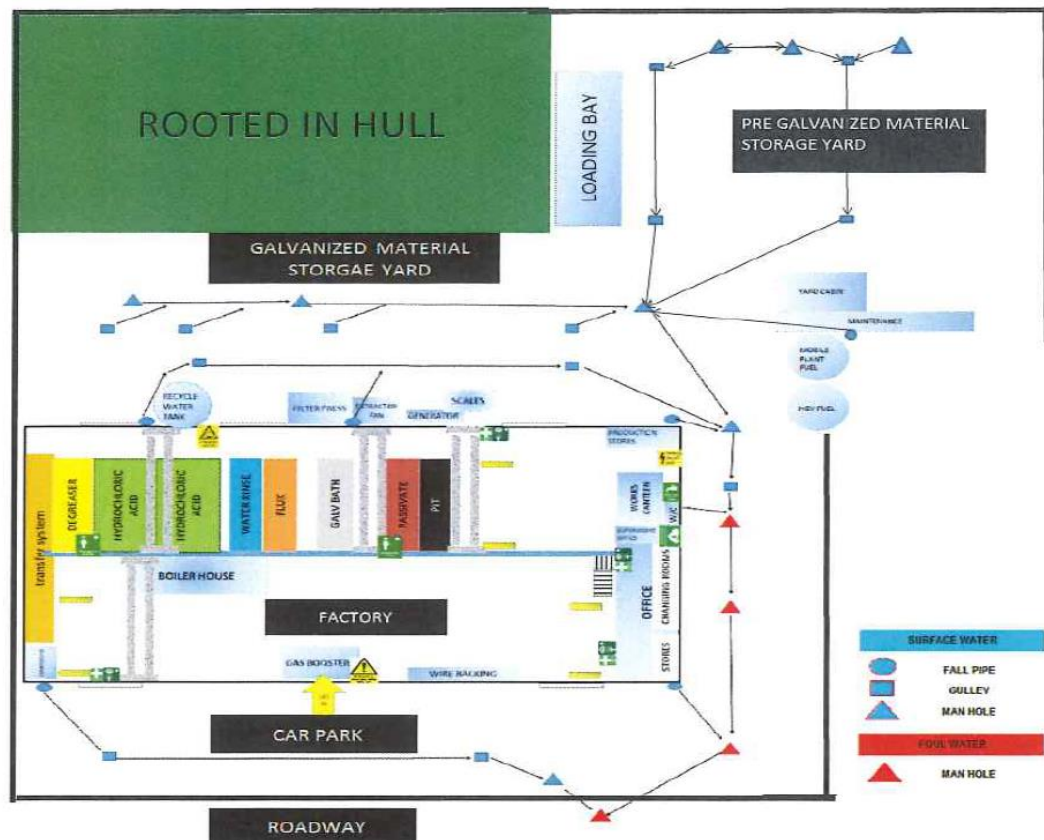 ROOTED IN HULL
LOADING BAY
PRE GALVANIZED MATERIAL
STORAGE YARD
GALVANIZED MATERIAL
STORGAE YARD
YARD CABIN
MAINTENANCE
MOBILE
PLANT
FUEL
HGV FUEL
RECYCLE
WATER
TANK
FILTER PRESS
EXTRACTION
FAN
GENERATOR
SCALES
PRODUCTION
STORES
transfer system
DEGREASER
HYDROCHLORIC
ACID
HYDROCHLORIC
ACID
WATER RINSE
FLUX
GALV BATH
PASSIVATE
PIT
WORKS
CANTEEN
W/C
OFFICE
CHANGING ROOMS
STORES
BOILER HOUSE
FACTORY
GAS BOOSTER
WIRE RACKING
CAR PARK
ROADWAY
SURFACE WATER
FALL PIPE
GULLEY
MAN HOLE
FOUL WATER
MAN HOLE